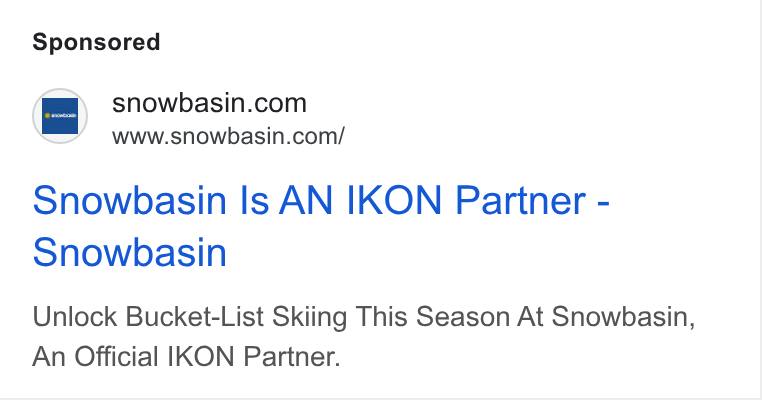 Sponsored
snowbasin
snowbasin.com
www.snowbasin.com/
Snowbasin Is AN IKON Partner -
Snowbasin
Unlock Bucket-List Skiing This Season At Snowbasin,
An Official IKON Partner.